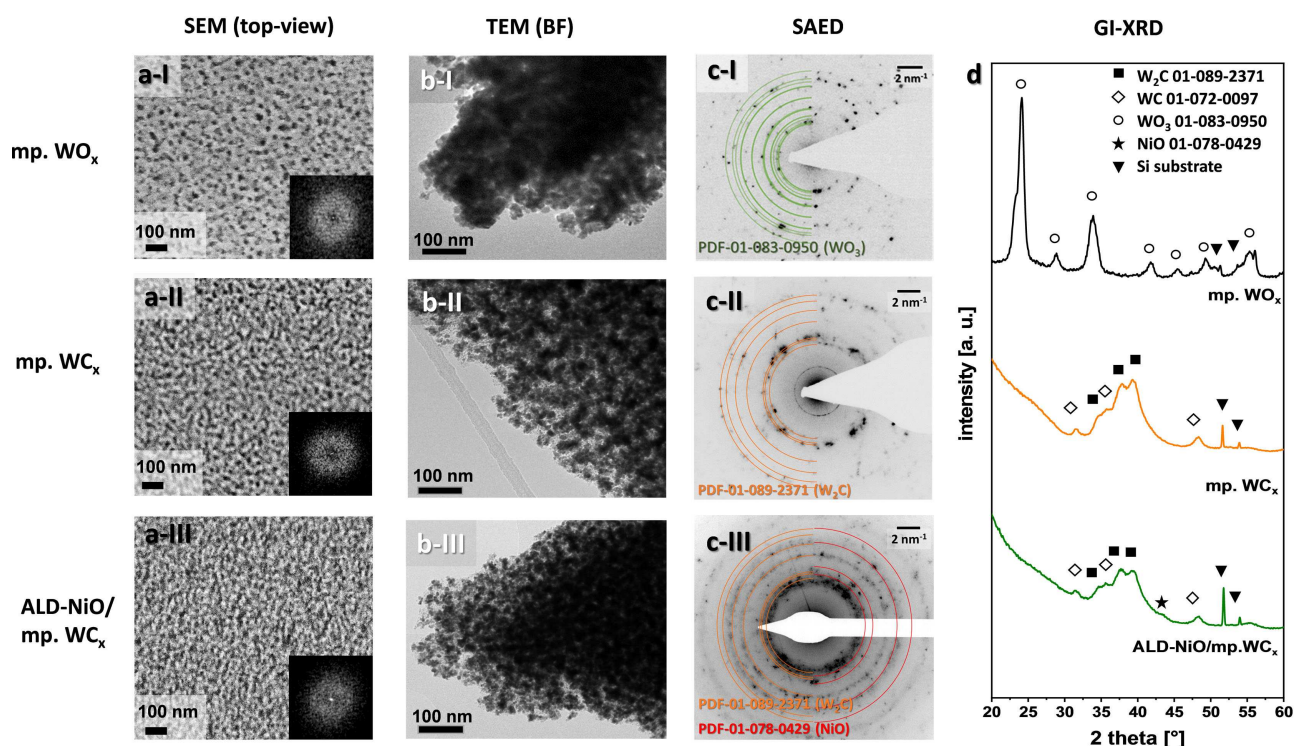 SEM (top-view)
TEM (BF)
SAED
GI-XRD
mp. WOₓ
a-I
100 nm
b-I
100 nm
c-I
2 nm⁻¹
PDF-01-083-0950 (WO₃)
mp. WCₓ
a-II
100 nm
b-II
100 nm
c-II
2 nm⁻¹
PDF-01-089-2371 (W₂C)
ALD-NiO/
mp. WCₓ
a-III
100 nm
b-III
100 nm
c-III
2 nm⁻¹
PDF-01-089-2371 (W₂C)
PDF-01-078-0429 (NiO)
d
■ W₂C 01-089-2371
◇ WC 01-072-0097
○ WO₃ 01-083-0950
★ NiO 01-078-0429
▼ Si substrate
mp. WOₓ
mp. WCₓ
ALD-NiO/mp.WCₓ
intensity [a. u.]
20 25 30 35 40 45 50 55 60
2 theta [°]